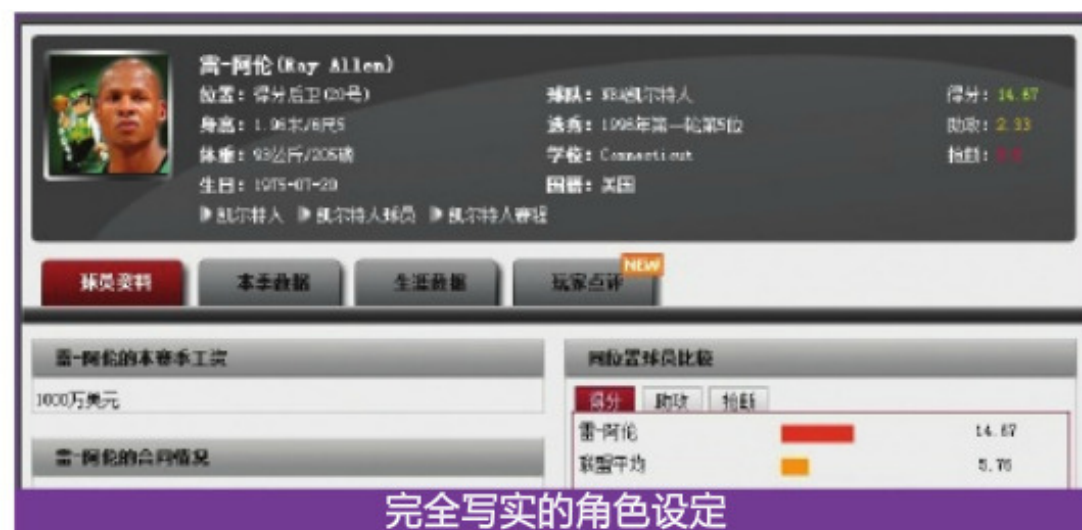 雷-阿伦(Ray Allen)
位置：得分后卫(20号)
球队：NBA凯尔特人
得分：14.67
身高：1.96米/6尺5
选秀：1996年第一轮第5位
助攻：2.33
体重：93公斤/205磅
学校：Connecticut
抢断：
生日：1975-07-20
国籍：美国
凯尔特人 凯尔特人球员 凯尔特人赛程
球员资料
本季数据
生涯数据
玩家点评
NEW
雷-阿伦的本赛季工资
1000万美元
雷-阿伦的合同情况
同位置球员比较
得分 助攻 抢断
雷-阿伦 14.67
联盟平均 5.76
完全写实的角色设定